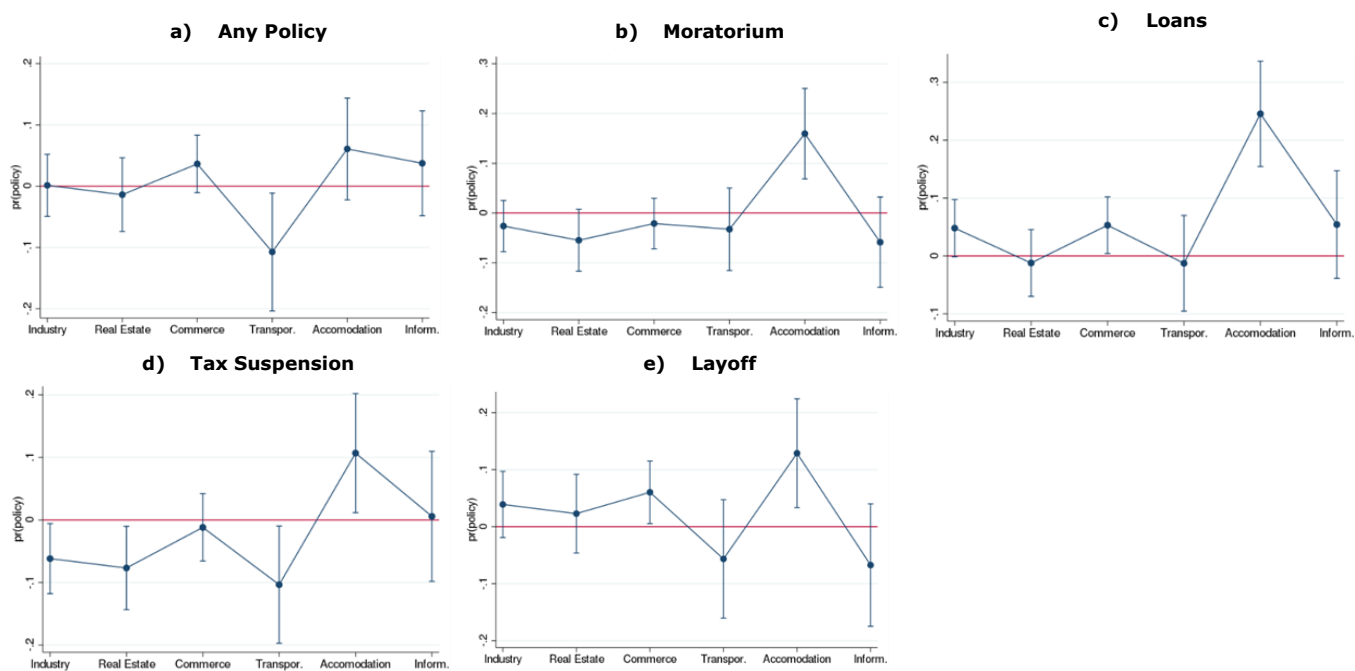 a) Any Policy
pr(policy)
.2
.1
0
-.1
-.2
Industry Real Estate Commerce Transpor. Accomodation Inform.
b) Moratorium
pr(policy)
.3
.2
.1
0
-.1
-.2
Industry Real Estate Commerce Transpor. Accomodation Inform.
c) Loans
pr(policy)
.3
.2
.1
0
-.1
Industry Real Estate Commerce Transpor. Accomodation Inform.
d) Tax Suspension
pr(policy)
.2
.1
0
-.1
-.2
Industry Real Estate Commerce Transpor. Accomodation Inform.
e) Layoff
pr(policy)
.2
.1
0
-.1
-.2
Industry Real Estate Commerce Transpor. Accomodation Inform.